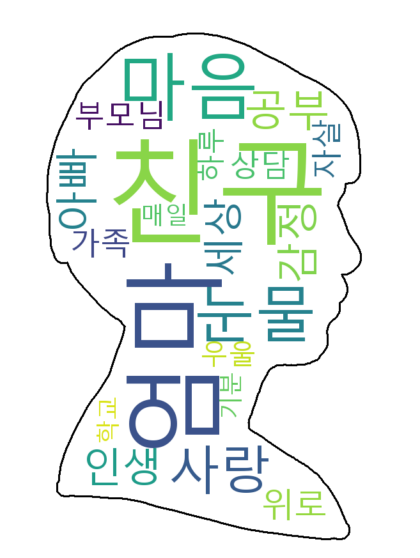 마음
부모님
공부
친구
하루
상담
자살
아빠
매일
가족
세상
감정
엄마
눈물
우울
기분
학교
인생
사랑
위로